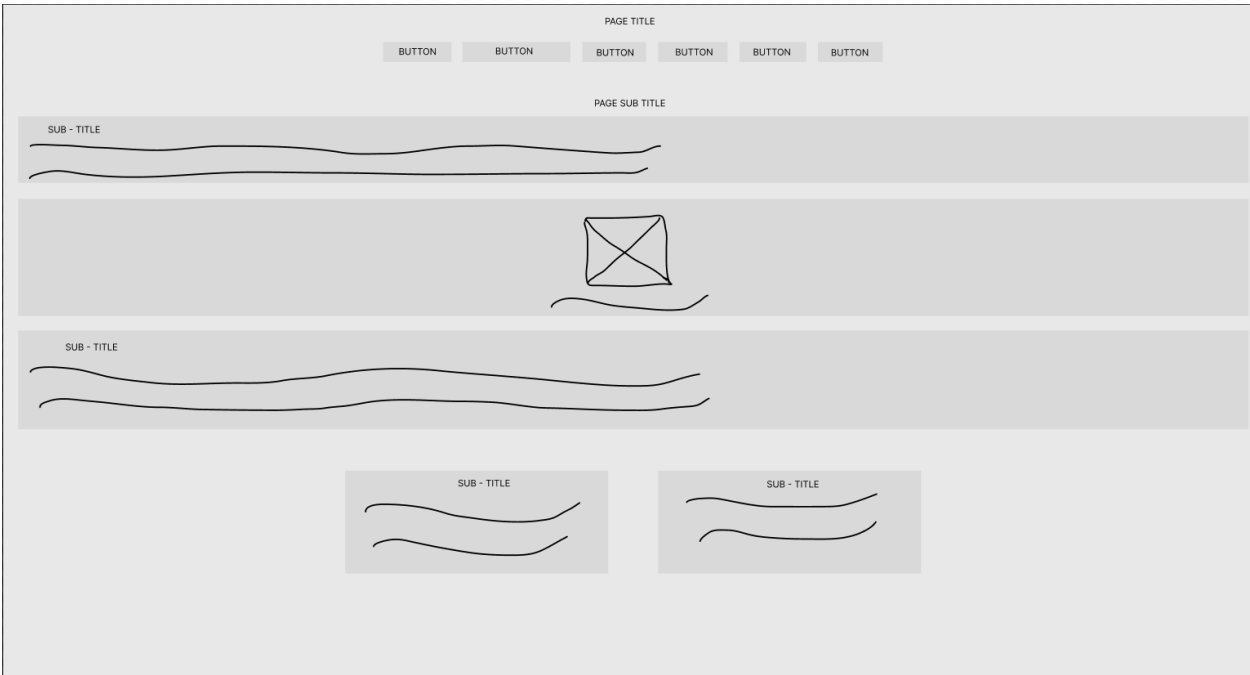 PAGE TITLE
BUTTON BUTTON BUTTON BUTTON BUTTON BUTTON
PAGE SUB TITLE
SUB - TITLE
SUB - TITLE
SUB - TITLE SUB - TITLE